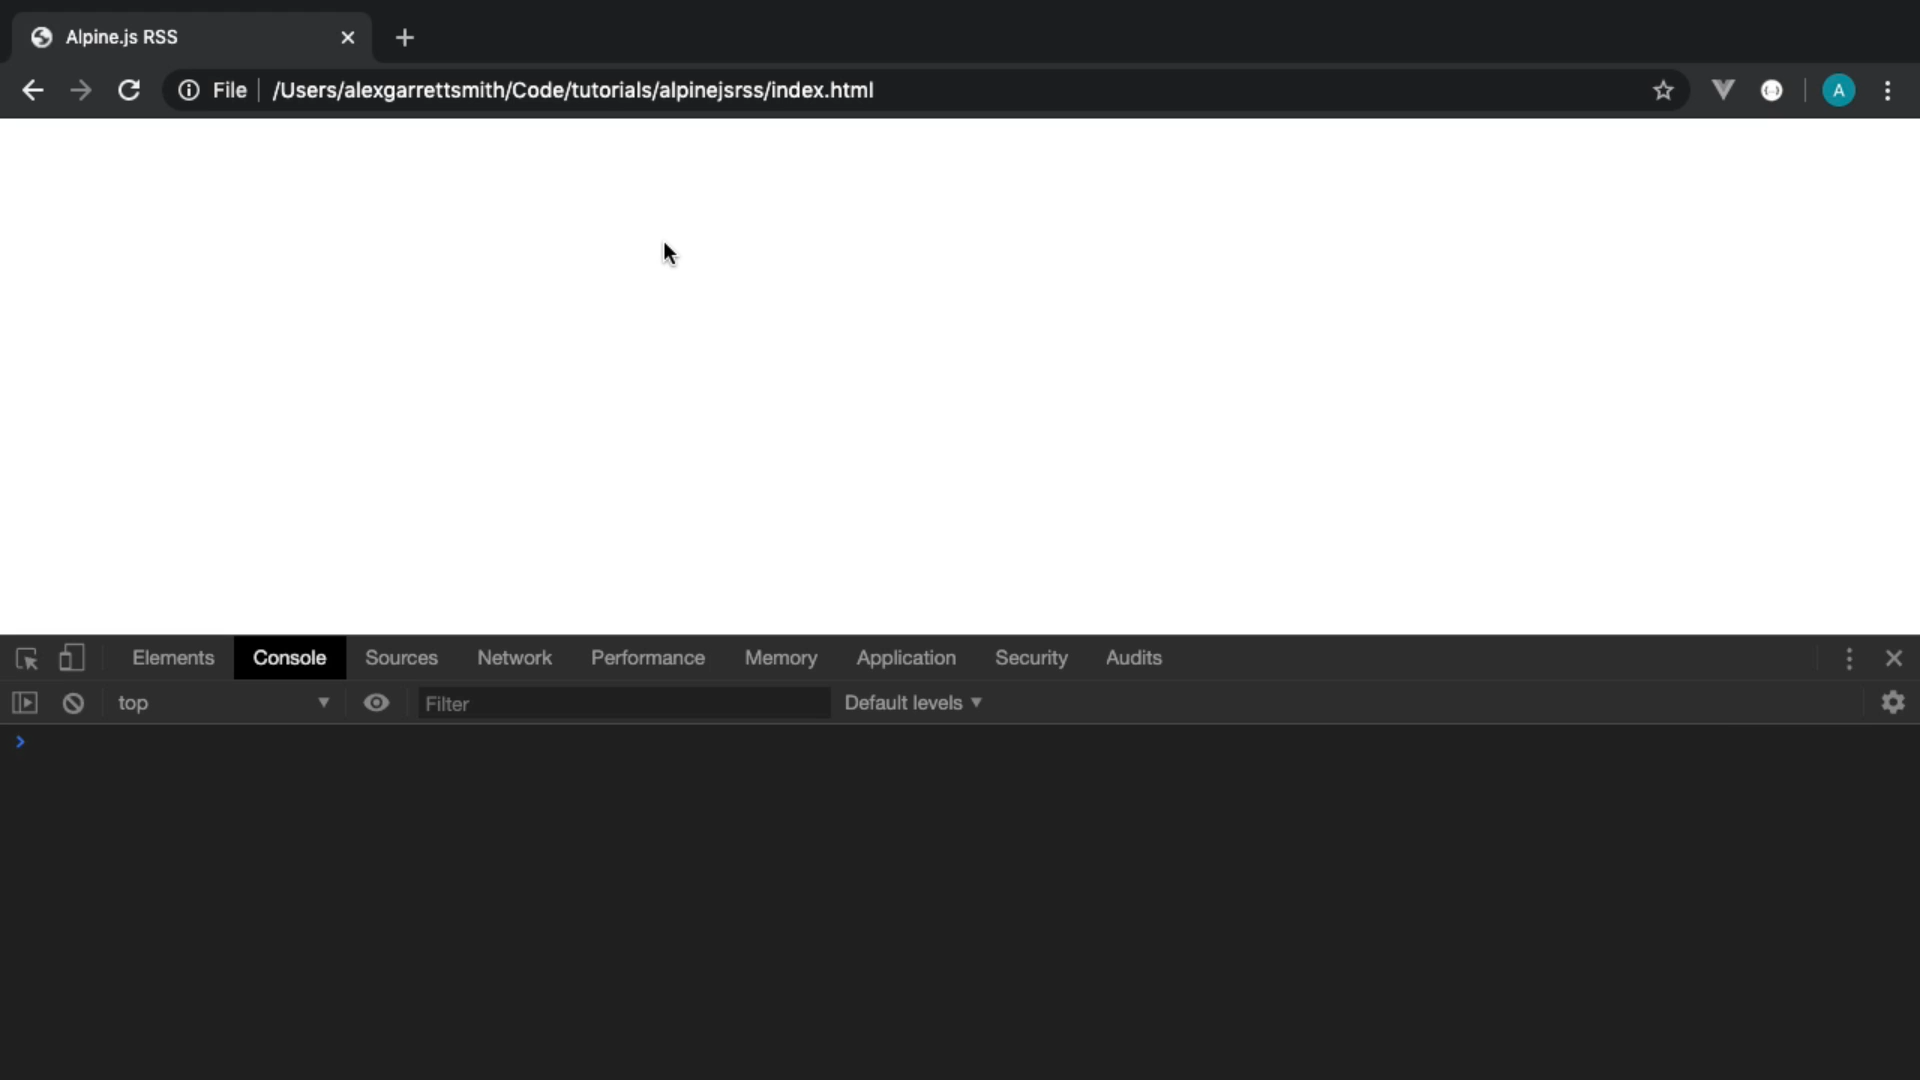 Alpine.js RSS
File /Users/alexgarrettsmith/Code/tutorials/alpinejsrss/index.html A
Elements Console Sources Network Performance Memory Application Security Audits
top Filter Default levels